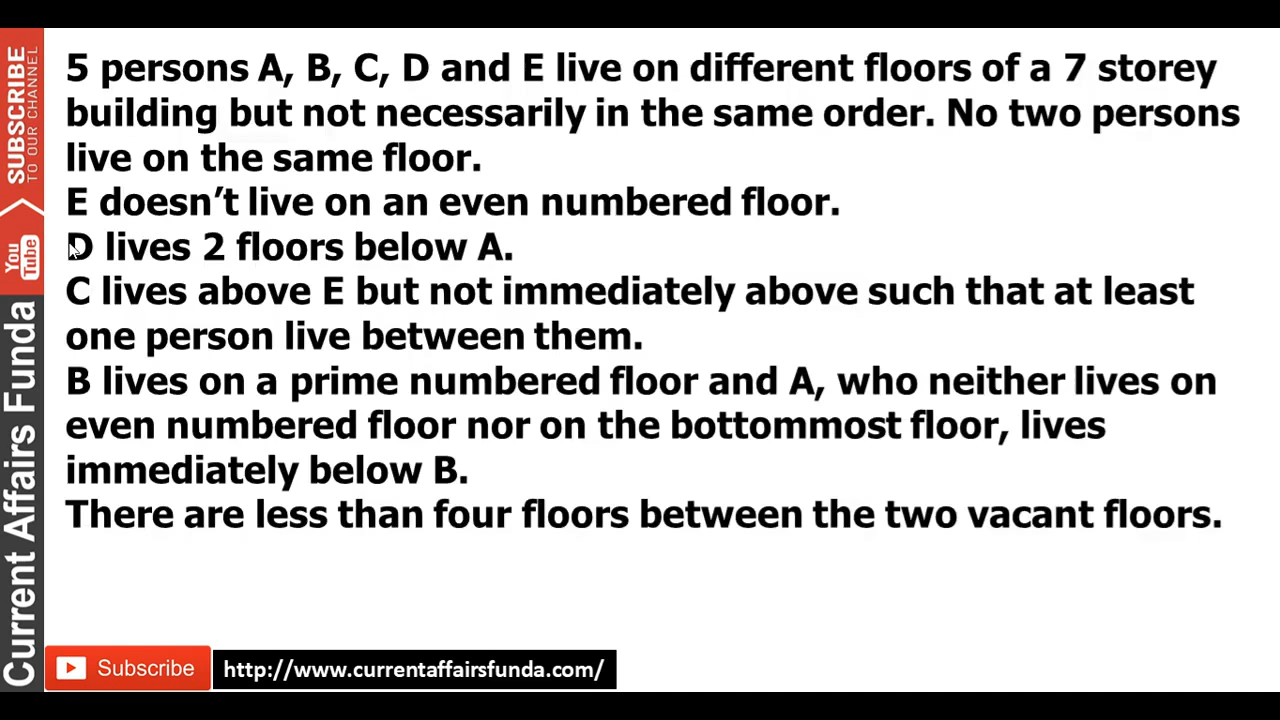 5 persons A, B, C, D and E live on different floors of a 7 storey
building but not necessarily in the same order. No two persons
live on the same floor.
E doesn’t live on an even numbered floor.
D lives 2 floors below A.
C lives above E but not immediately above such that at least
one person live between them.
B lives on a prime numbered floor and A, who neither lives on
even numbered floor nor on the bottommost floor, lives
immediately below B.
There are less than four floors between the two vacant floors.
SUBSCRIBE
TO OUR CHANNEL
You
Tube
Current Affairs Funda
Subscribe
http://www.currentaffairsfunda.com/